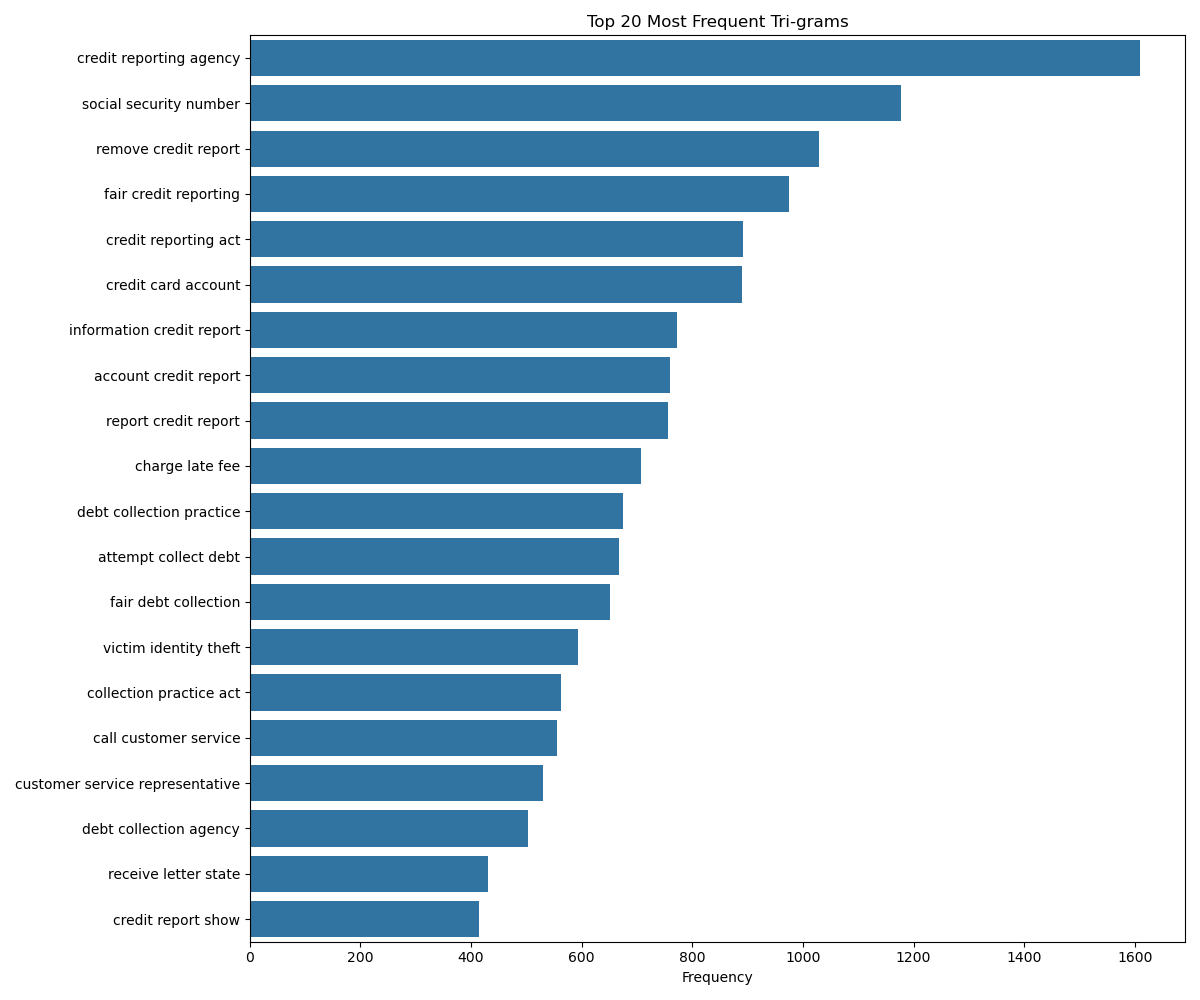 Top 20 Most Frequent Tri-grams
credit reporting agency
social security number
remove credit report
fair credit reporting
credit reporting act
credit card account
information credit report
account credit report
report credit report
charge late fee
debt collection practice
attempt collect debt
fair debt collection
victim identity theft
collection practice act
call customer service
customer service representative
debt collection agency
receive letter state
credit report show
0 200 400 600 800 1000 1200 1400 1600
Frequency